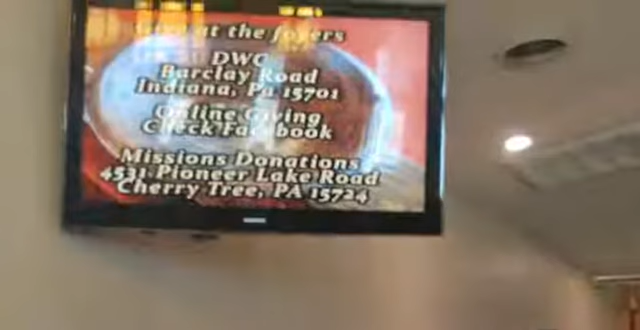 at the foyers
DWC
Barclay Road
Indiana, Pa 15701
Online Giving
Check Facebook
Missions Donations
4531 Pioneer Lake Road
Cherry Tree, PA 15724